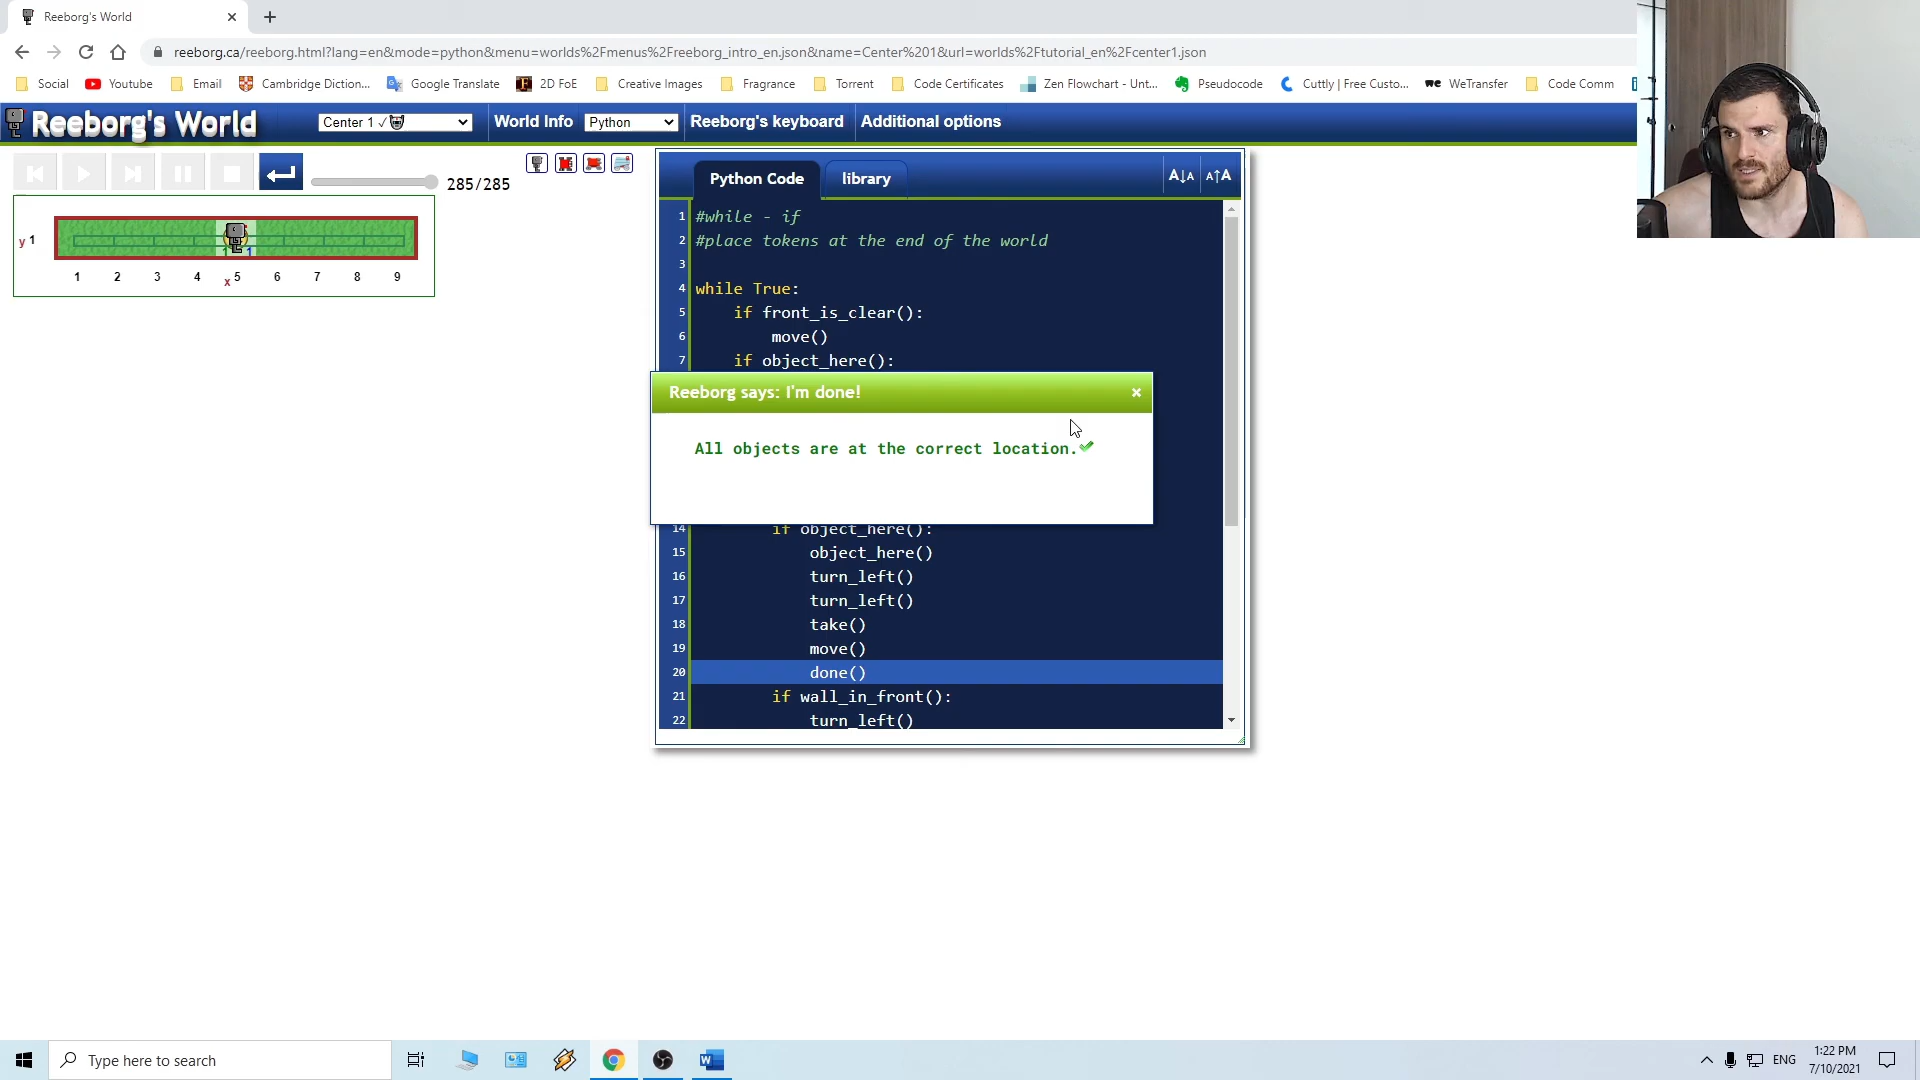 Reeborg's World
reeborg.ca/reeborg.html?lang=en&mode=python&menu=worlds%2Fmenus%2Freeborg_intro_en.json&name=Center%201&url=worlds%2Ftutorial_en%2Fcenter1.json
Social Youtube Email Cambridge Diction... Google Translate 2D FoE Creative Images Fragrance Torrent Code Certificates Zen Flowchart - Unt... Pseudocode Cuttly | Free Custo... WeTransfer Code Comm
Reeborg's World Center 1 ✓ World Info Python Reeborg's keyboard Additional options
285/285
y 1
1
1 2 3 4 5 6 7 8 9
x
Python Code library A↓A A↑A
1 #while - if
2 #place tokens at the end of the world
3
4 while True:
5 if front_is_clear():
6 move()
7 if object_here():
Reeborg says: I'm done! ×
All objects are at the correct location.✔
14 if object_here():
15 object_here()
16 turn_left()
17 turn_left()
18 take()
19 move()
20 done()
21 if wall_in_front():
22 turn_left()
Type here to search
ENG
1:22 PM
7/10/2021